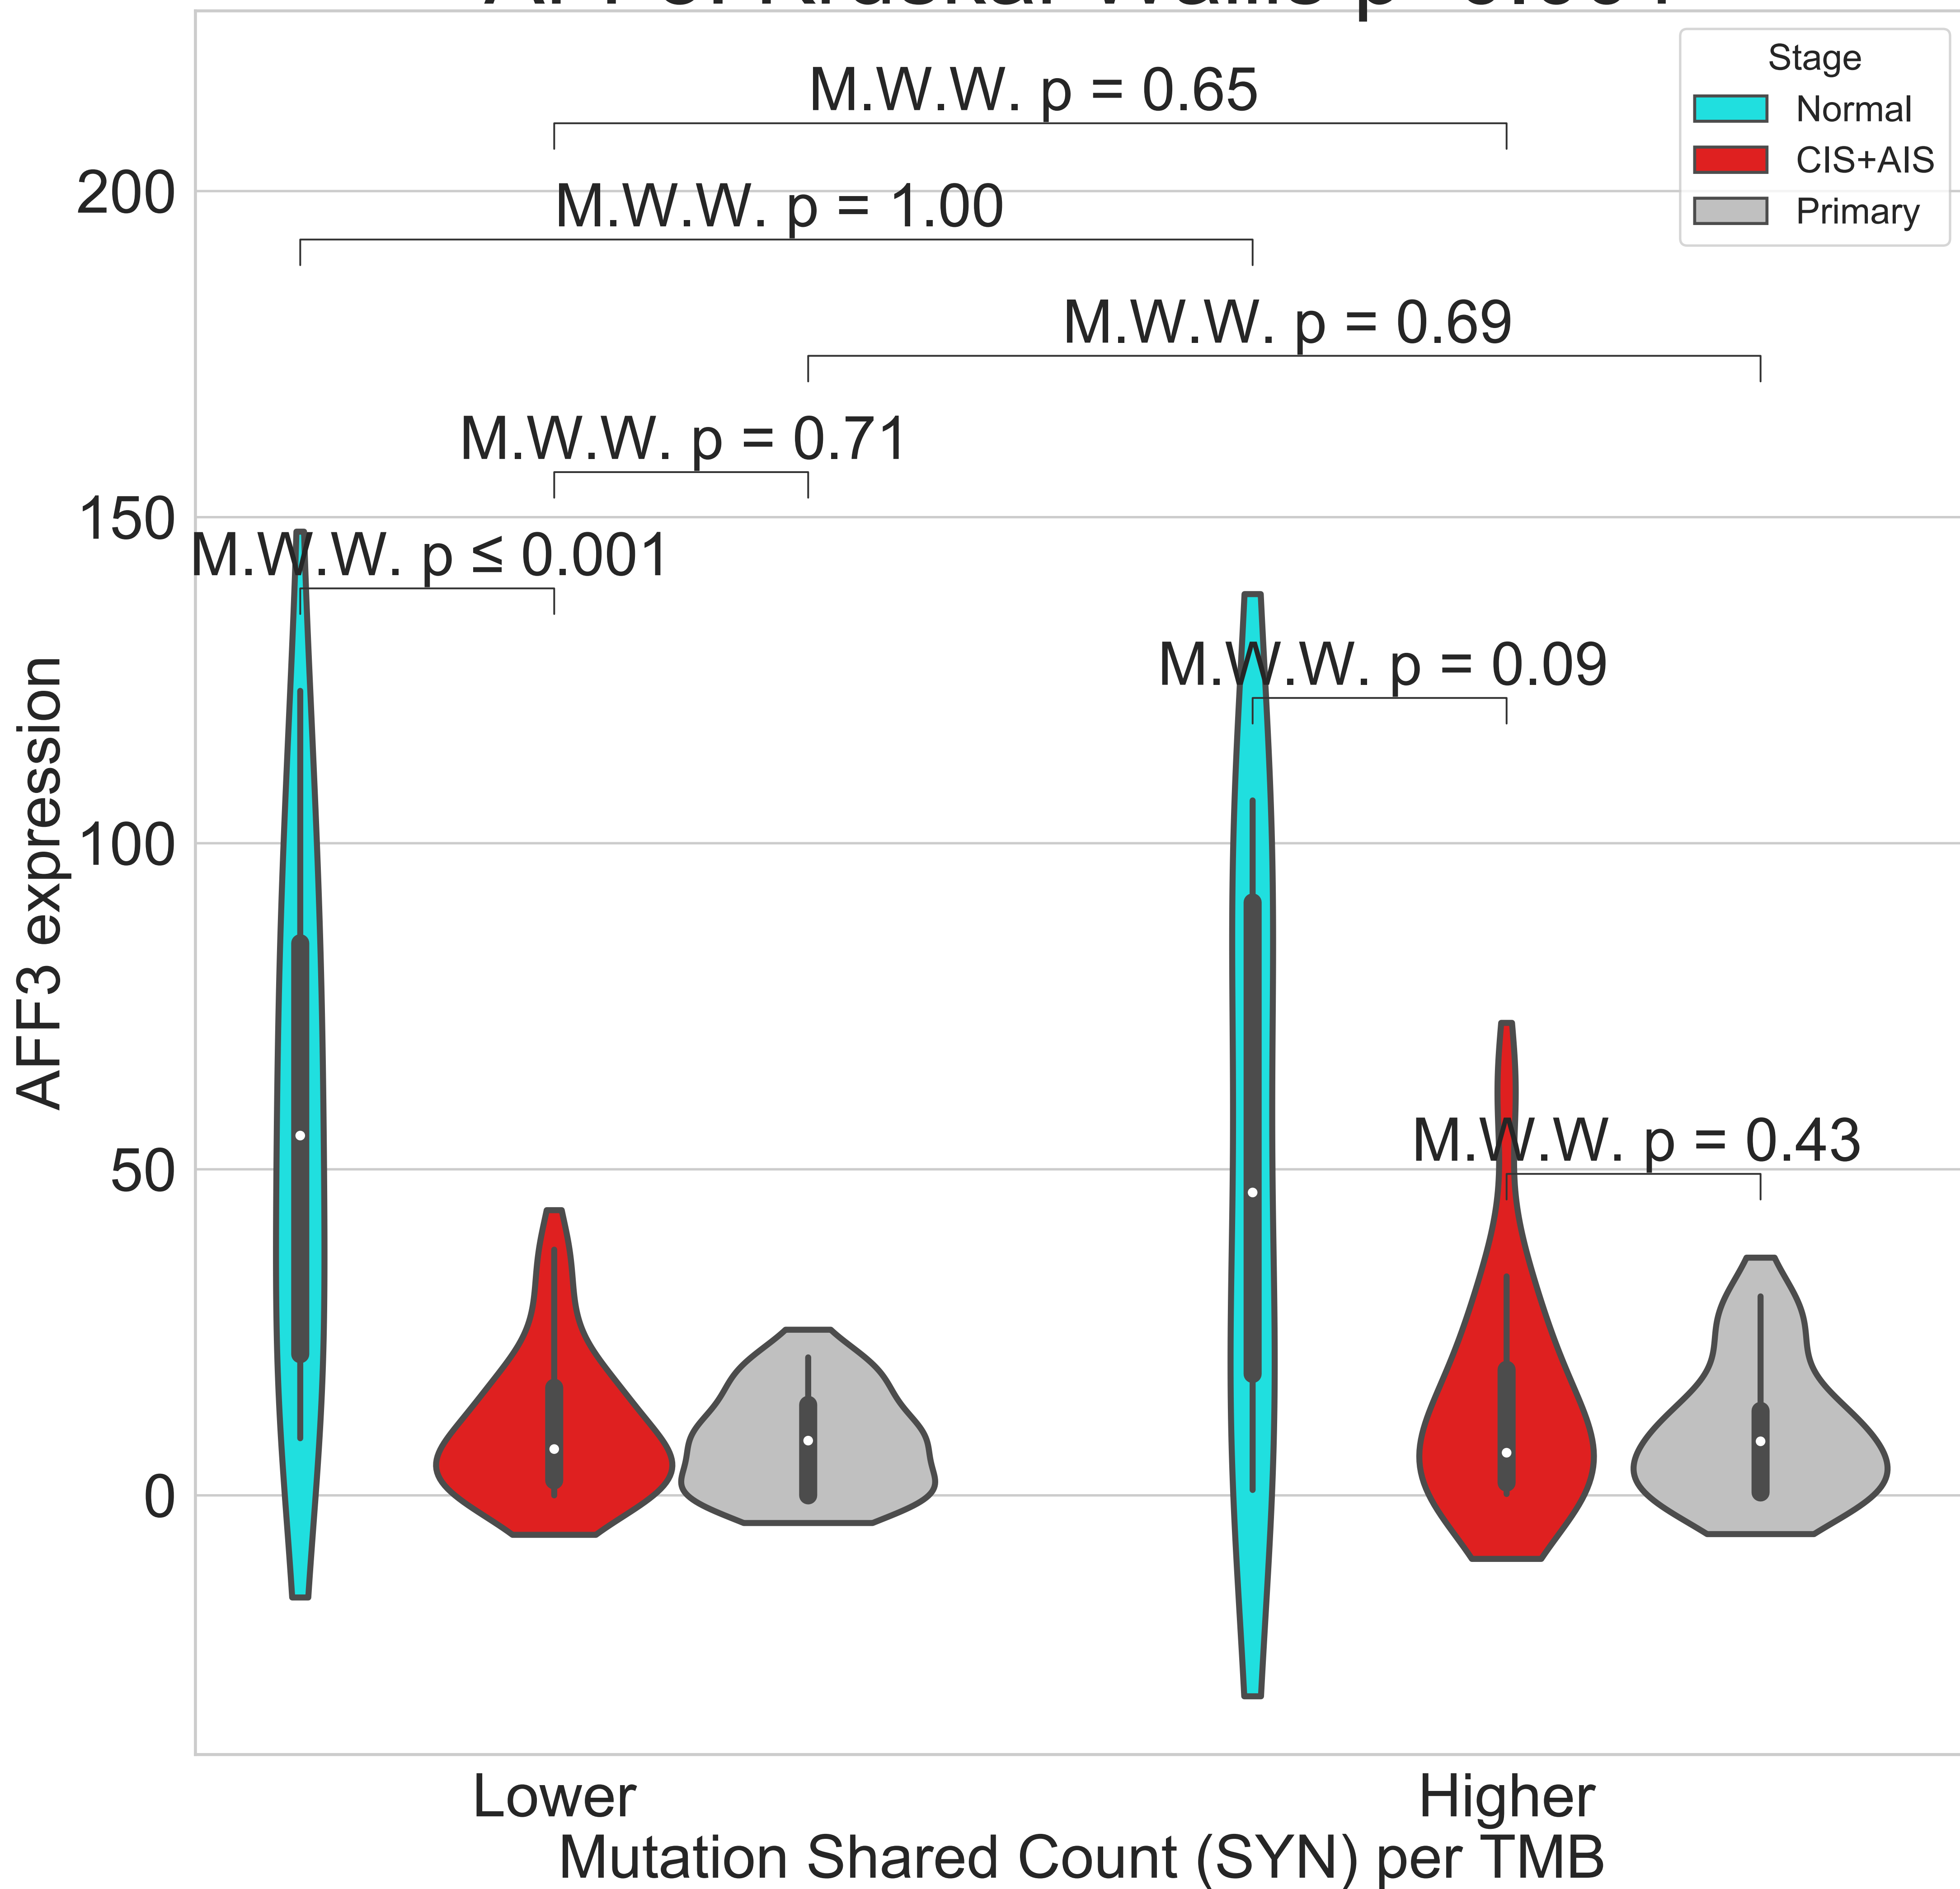 Stage
Normal
CIS+AIS
Primary
M.W.W. p = 0.65
M.W.W. p = 1.00
M.W.W. p = 0.69
M.W.W. p = 0.71
M.W.W. p ≤ 0.001
M.W.W. p = 0.09
M.W.W. p = 0.43
200
150
100
50
0
AFF3 expression
Lower
Higher
Mutation Shared Count (SYN) per TMB